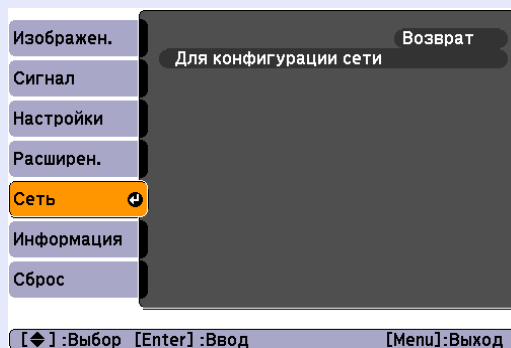 Изображен.
Сигнал
Настройки
Расширен.
Сеть
Информация
Сброс
Возврат
Для конфигурации сети
[◆] :Выбор [Enter] :Ввод [Menu]:Выход